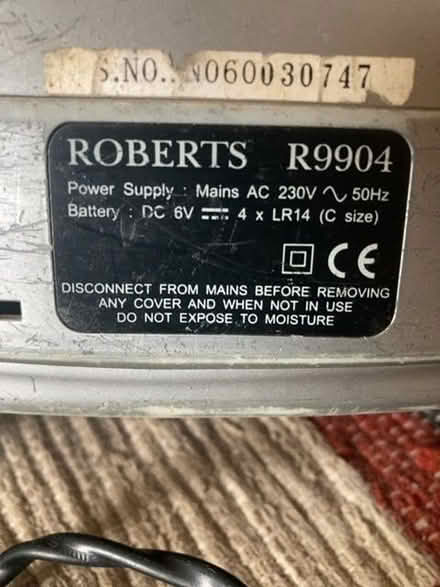 S.NO.:N060030747
ROBERTS R9904
Power Supply : Mains AC 230V ∿ 50Hz
Battery : DC 6V ⎓ 4 x LR14 (C size)
CE
DISCONNECT FROM MAINS BEFORE REMOVING
ANY COVER AND WHEN NOT IN USE
DO NOT EXPOSE TO MOISTURE